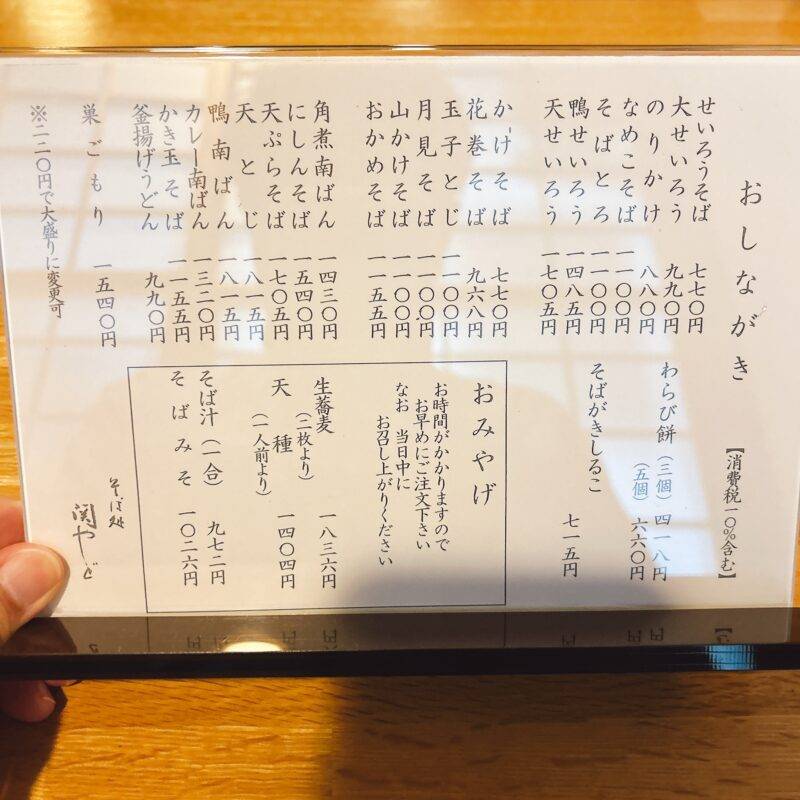 おしながき
【消費税一〇%含む】
せいろうそば 七七〇円
大せいろう 九九〇円
のりかけ 八八〇円
なめこそば 一一〇〇円
そばとろ 一一〇〇円
鴨せいろう 一四八五円
天せいろう 一七〇五円
かけそば 七七〇円
花巻そば 九六八円
玉子とじ 一一〇〇円
月見そば 一一〇〇円
山かけそば 一一〇〇円
おかめそば 一一五五円
角煮南ばん 一四三〇円
にしんそば 一五四〇円
天ぷらそば 一七〇五円
天とじ 一八一五円
鴨南ばん 一八一五円
カレー南ばん 一三二〇円
かき玉そば 一一五五円
釜揚げうどん 九九〇円
巣ごもり 一五四〇円
※二二〇円で大盛りに変更可
わらび餅(三個) 四一八円
(五個) 六六〇円
そばがきしるこ 七一五円
おみやげ
お時間がかかりますので
お早めにご注文下さい
なお 当日中に
お召し上がりください
生蕎麦(二枚より) 一八三六円
天種(一人前より) 一四〇四円
そば汁(一合) 九七二円
そばみそ 一〇二六円
そば処
関やど